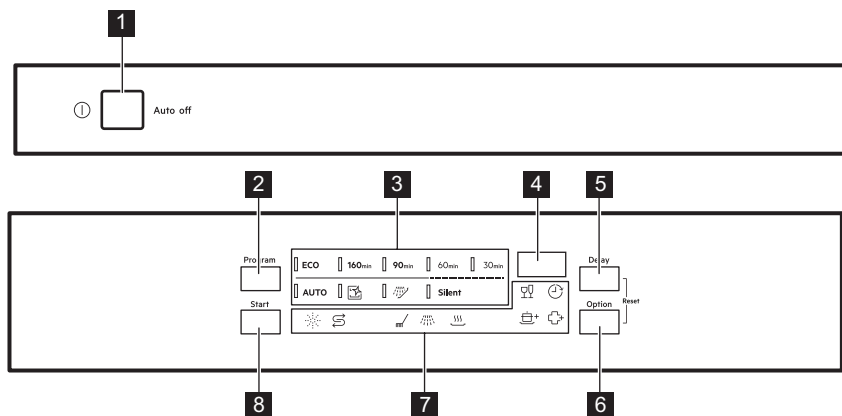 1
Auto off
2
3
4
5
Program
ECO 160min 90min 60min 30min
Delay
AUTO Silent
Start
Option
Reset
8
7
6